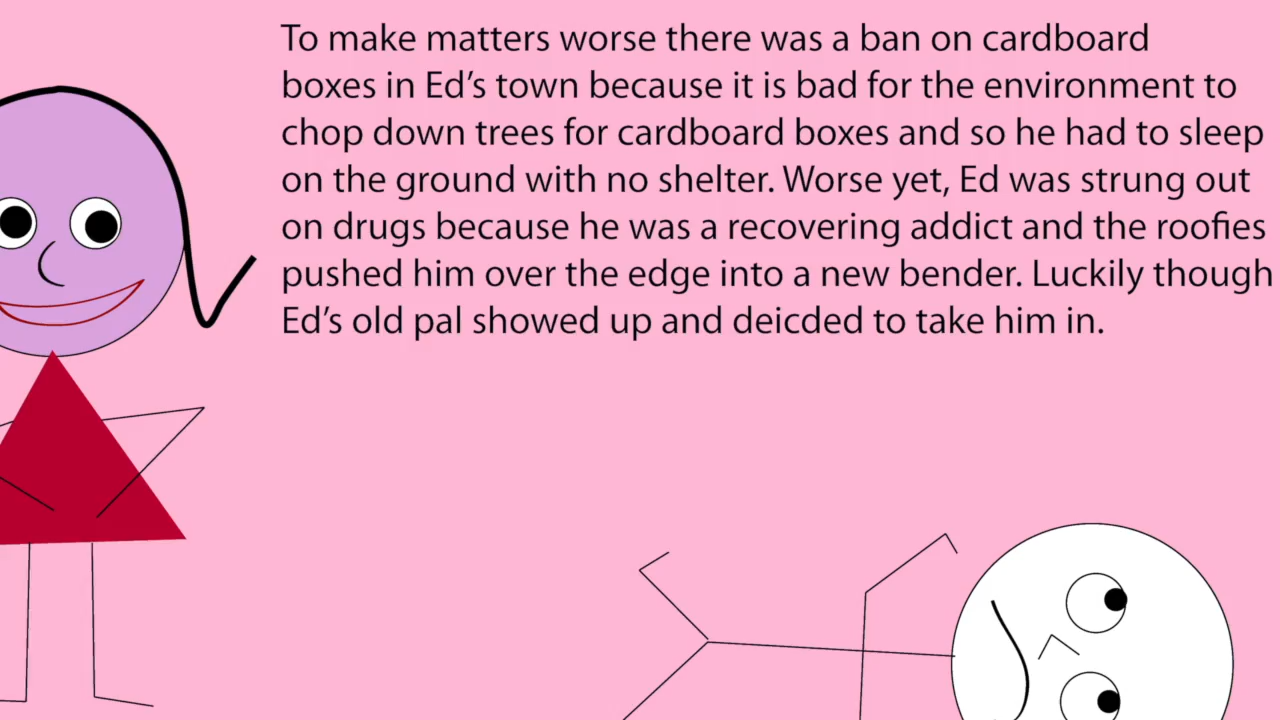 To make matters worse there was a ban on cardboard
boxes in Ed’s town because it is bad for the environment to
chop down trees for cardboard boxes and so he had to sleep
on the ground with no shelter. Worse yet, Ed was strung out
on drugs because he was a recovering addict and the roofies
pushed him over the edge into a new bender. Luckily though
Ed’s old pal showed up and deicded to take him in.